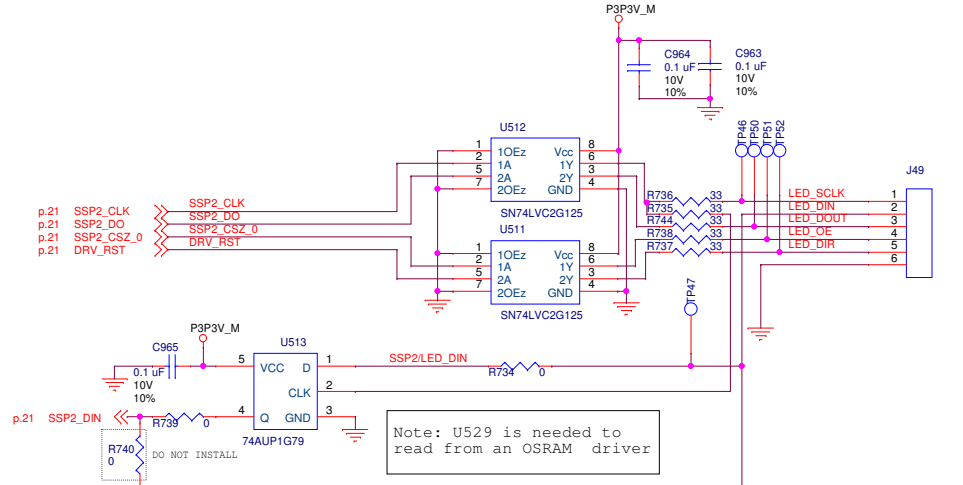 P3P3V_M
C964
0.1 uF
10V
10%
C963
0.1 uF
10V
10%
TP46
TP50
TP51
TP52
U512
1 1OEz Vcc 8
2 1A 1Y 6
5 2A 2Y 3
7 2OEz GND 4
SN74LVC2G125
U511
1 1OEz Vcc 8
2 1A 1Y 6
5 2A 2Y 3
7 2OEz GND 4
SN74LVC2G125
p.21 SSP2_CLK SSP2_CLK
p.21 SSP2_DO SSP2_DO
p.21 SSP2_CSZ_0 SSP2_CSZ_0
p.21 DRV_RST DRV_RST
J49
R736 33 LED_SCLK 1
R735 33 LED_DIN 2
R744 33 LED_DOUT 3
R738 33 LED_OE 4
R737 33 LED_DIR 5
6
TP47
P3P3V_M
C965
0.1 uF
10V
10%
U513
5 VCC D 1
CLK 2
4 Q GND 3
74AUP1G79
SSP2/LED_DIN
R734 0
p.21 SSP2_DIN
R739 0
R740
0
DO NOT INSTALL
Note: U529 is needed to
read from an OSRAM driver